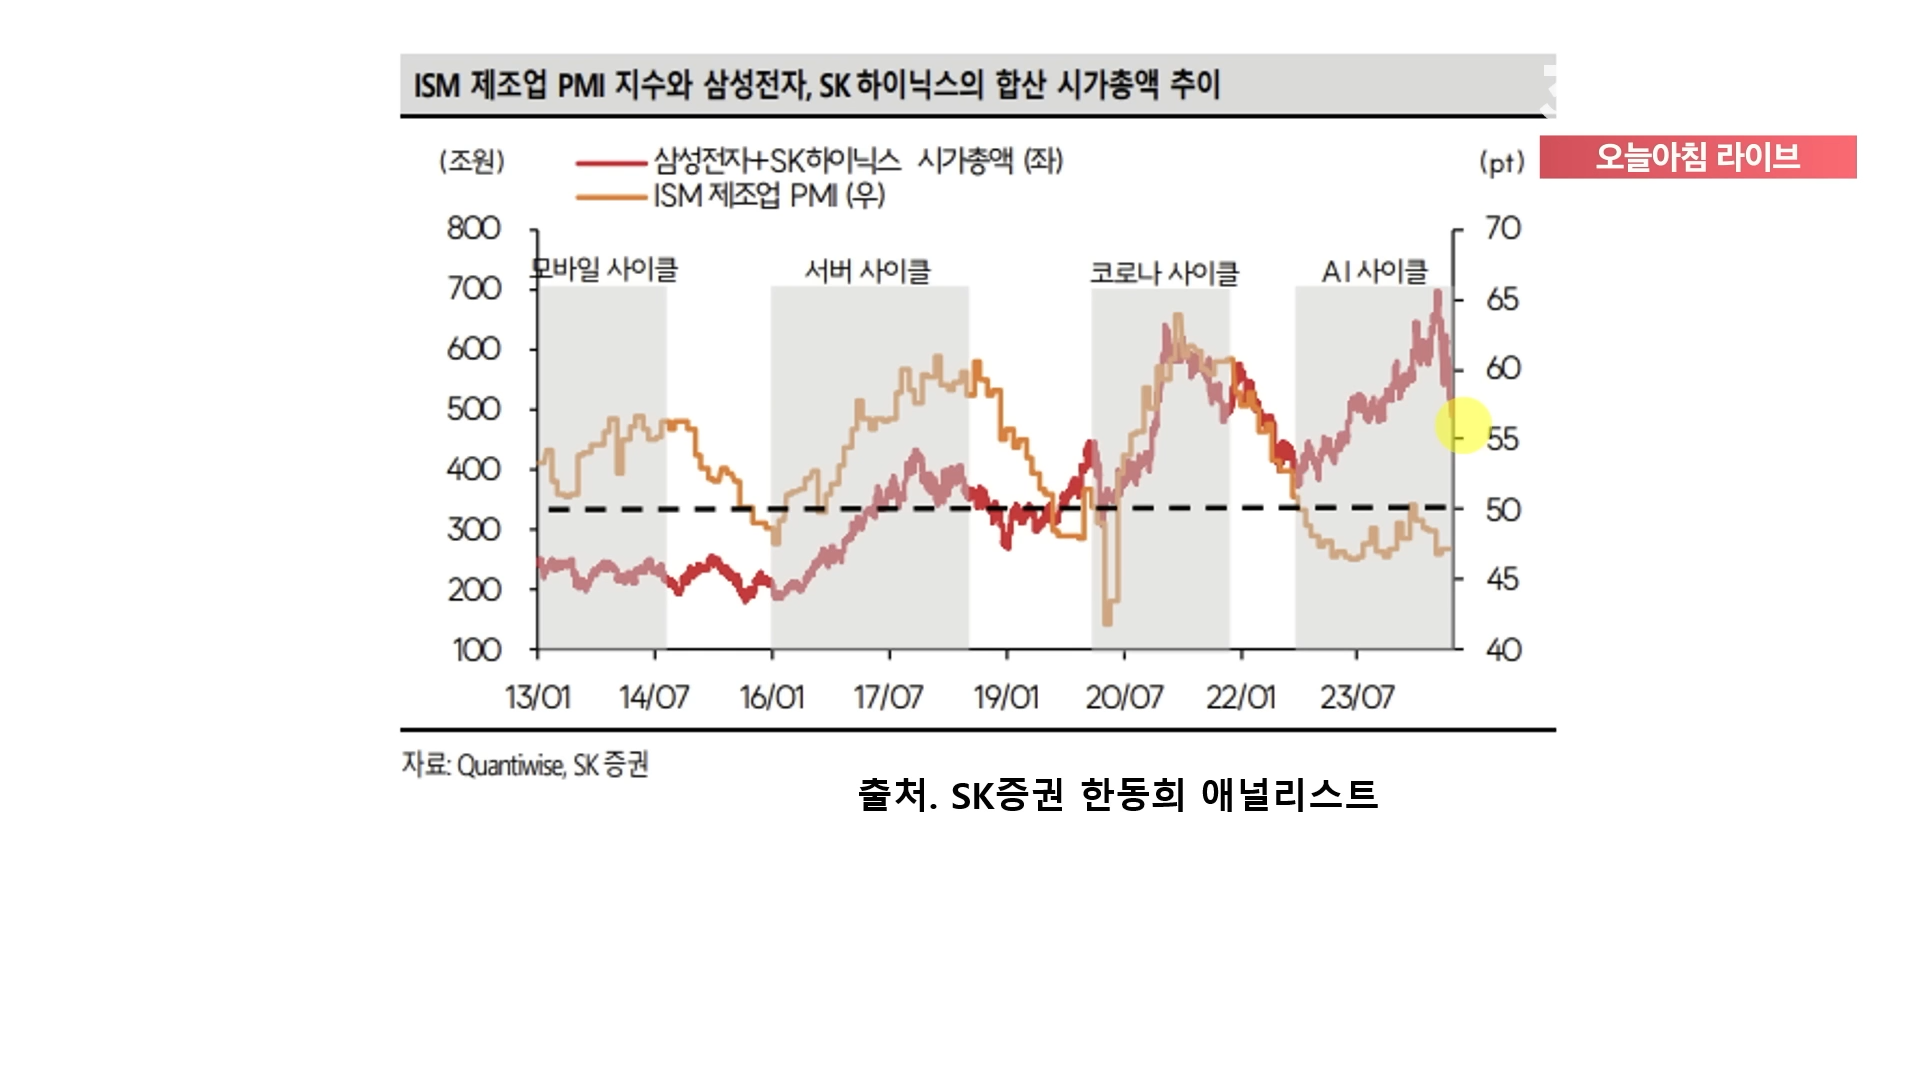 ISM 제조업 PMI 지수와 삼성전자, SK 하이닉스의 합산 시가총액 추이
오늘아침 라이브
(조원)
삼성전자+SK하이닉스 시가총액 (좌)
ISM 제조업 PMI (우)
(pt)
모바일 사이클
서버 사이클
코로나 사이클
AI 사이클
800
700
600
500
400
300
200
100
70
65
60
55
50
45
40
13/01 14/07 16/01 17/07 19/01 20/07 22/01 23/07
자료: Quantiwise, SK 증권
출처. SK증권 한동희 애널리스트